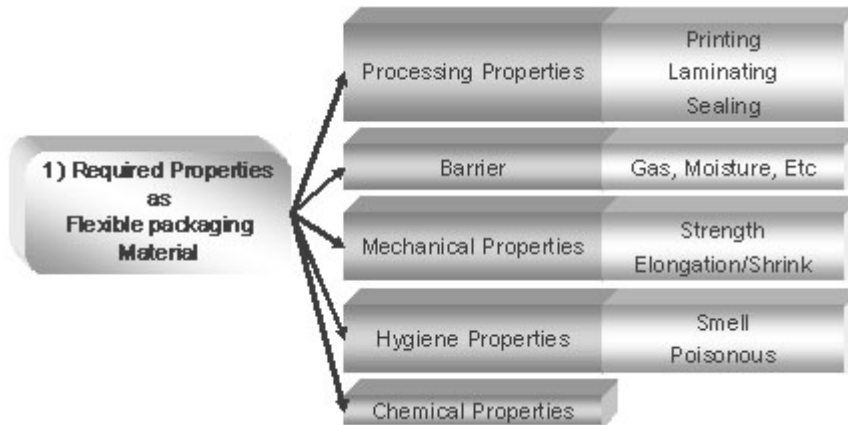 1) Required Properties
as
Flexible packaging
Material
Processing Properties
Printing
Laminating
Sealing
Barrier
Gas, Moisture, Etc
Mechanical Properties
Strength
Elongation/Shrink
Hygiene Properties
Smell
Poisonous
Chemical Properties